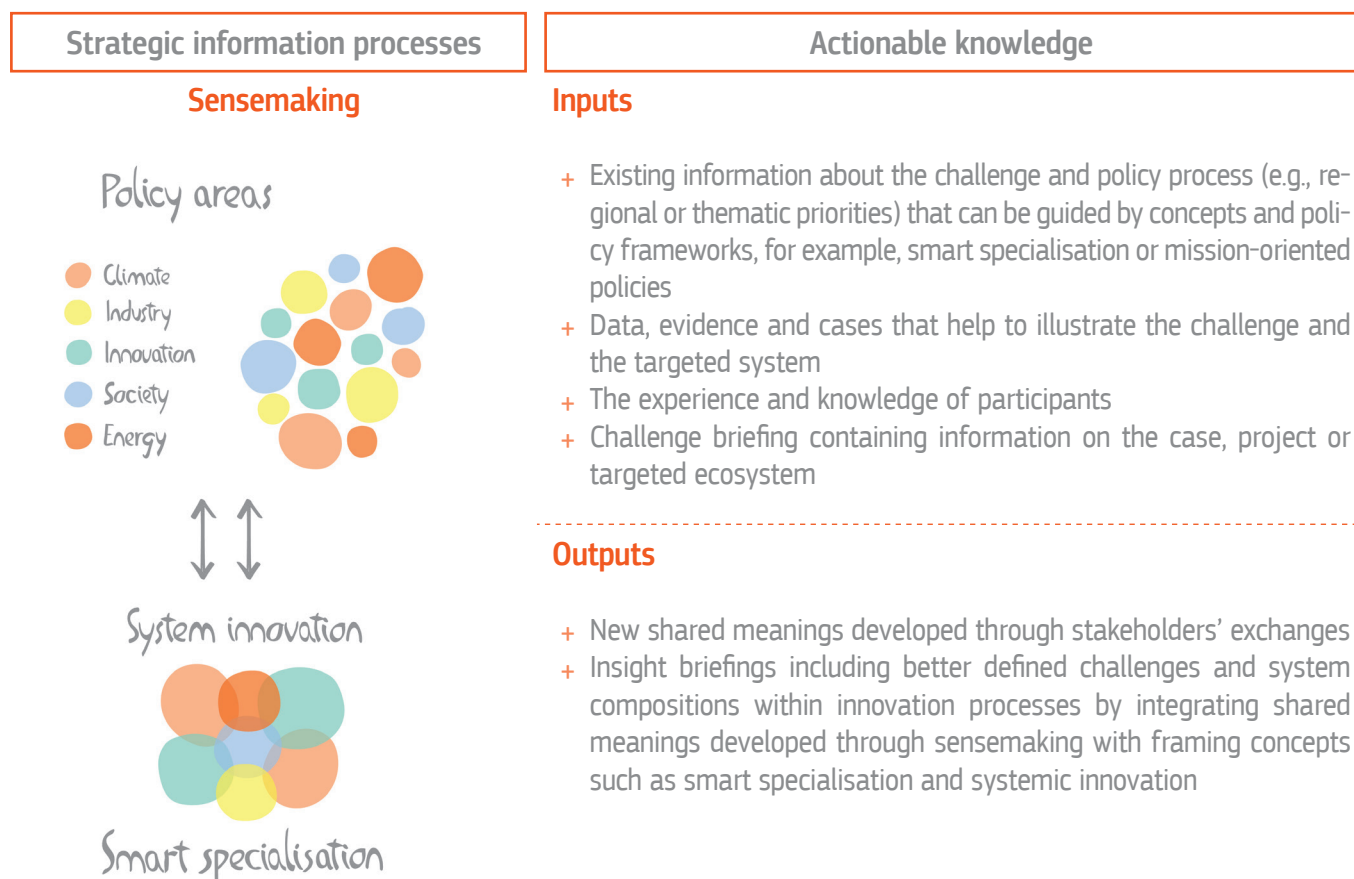 Strategic information processes
Actionable knowledge
Sensemaking
Policy areas
Climate
Industry
Innovation
Society
Energy
System innovation
Smart specialisation
Inputs
+ Existing information about the challenge and policy process (e.g., re-
gional or thematic priorities) that can be guided by concepts and poli-
cy frameworks, for example, smart specialisation or mission-oriented
policies
+ Data, evidence and cases that help to illustrate the challenge and
the targeted system
+ The experience and knowledge of participants
+ Challenge briefing containing information on the case, project or
targeted ecosystem
Outputs
+ New shared meanings developed through stakeholders’ exchanges
+ Insight briefings including better defined challenges and system
compositions within innovation processes by integrating shared
meanings developed through sensemaking with framing concepts
such as smart specialisation and systemic innovation